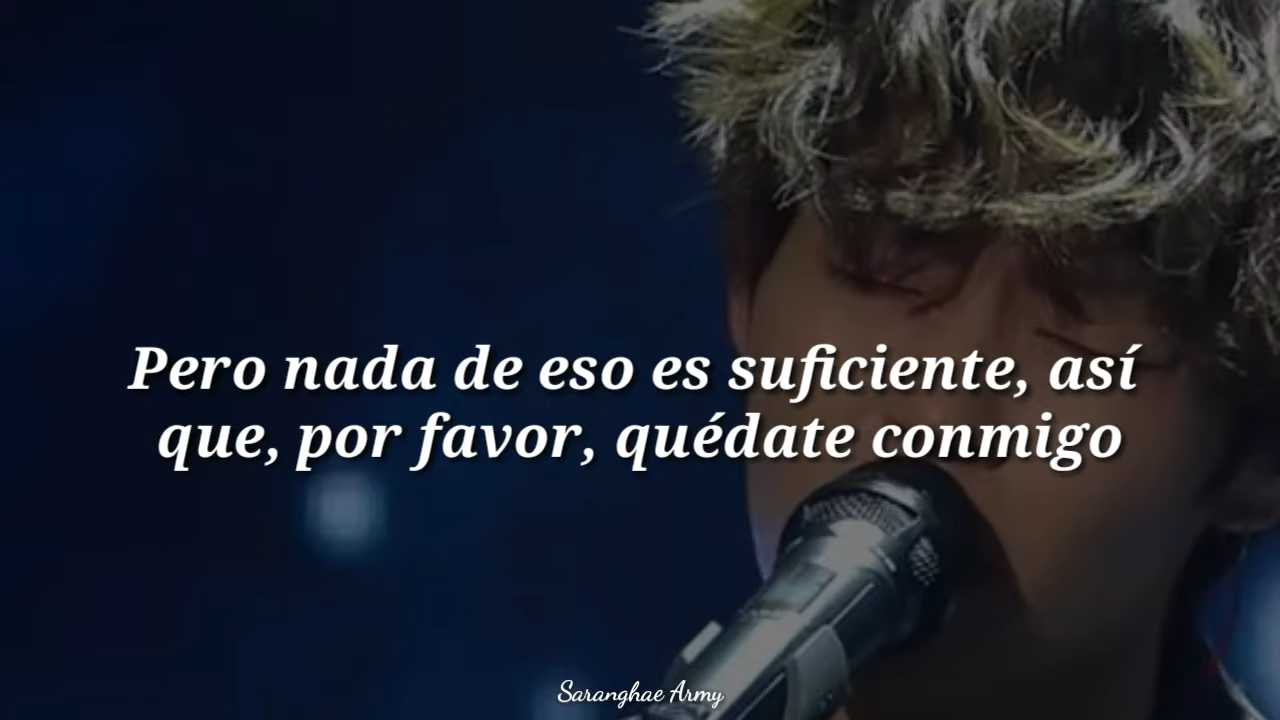 Pero nada de eso es suficiente, así
que, por favor, quédate conmigo
Saranghae Army